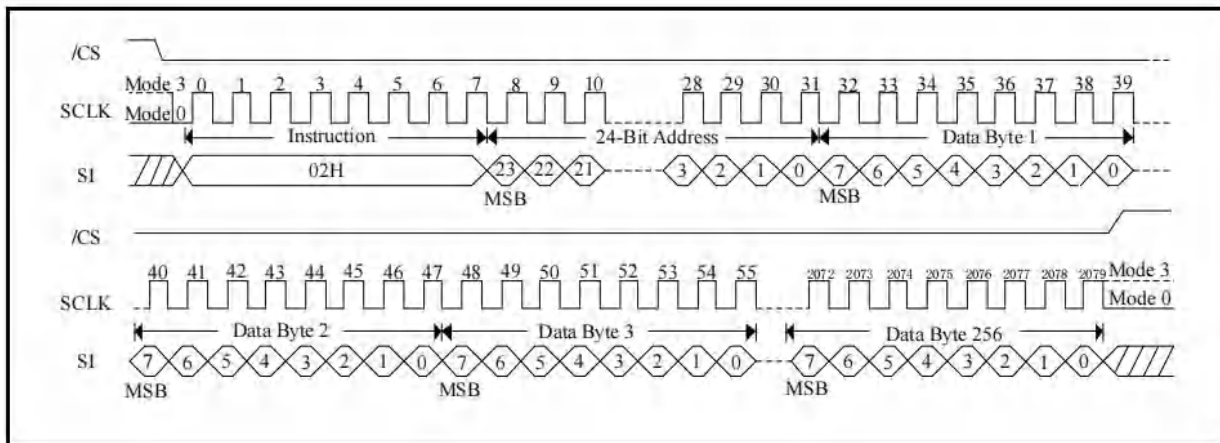 /CS
Mode 3 0 1 2 3 4 5 6 7 8 9 10 28 29 30 31 32 33 34 35 36 37 38 39
SCLK Mode 0
Instruction 24-Bit Address Data Byte 1
SI 02H 23 22 21 3 2 1 0 7 6 5 4 3 2 1 0
MSB MSB
/CS
40 41 42 43 44 45 46 47 48 49 50 51 52 53 54 55 2072 2073 2074 2075 2076 2077 2078 2079 Mode 3
SCLK Mode 0
Data Byte 2 Data Byte 3 Data Byte 256
SI 7 6 5 4 3 2 1 0 7 6 5 4 3 2 1 0 7 6 5 4 3 2 1 0
MSB MSB MSB